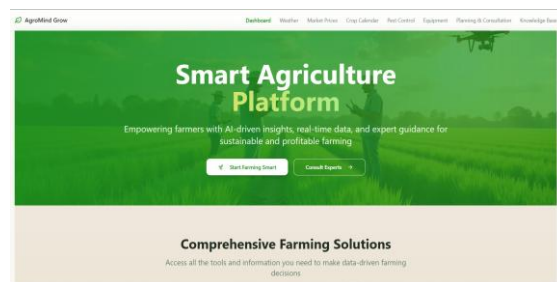 AgroMind Grow
Dashboard Weather Market Prices Crop Calendar Pest Control Equipment Planning & Consultation Knowledge Base
Smart Agriculture
Platform
Empowering farmers with AI-driven insights, real-time data, and expert guidance for
sustainable and profitable farming
Start Farming Smart Consult Experts
Comprehensive Farming Solutions
Access all the tools and information you need to make data-driven farming
decisions